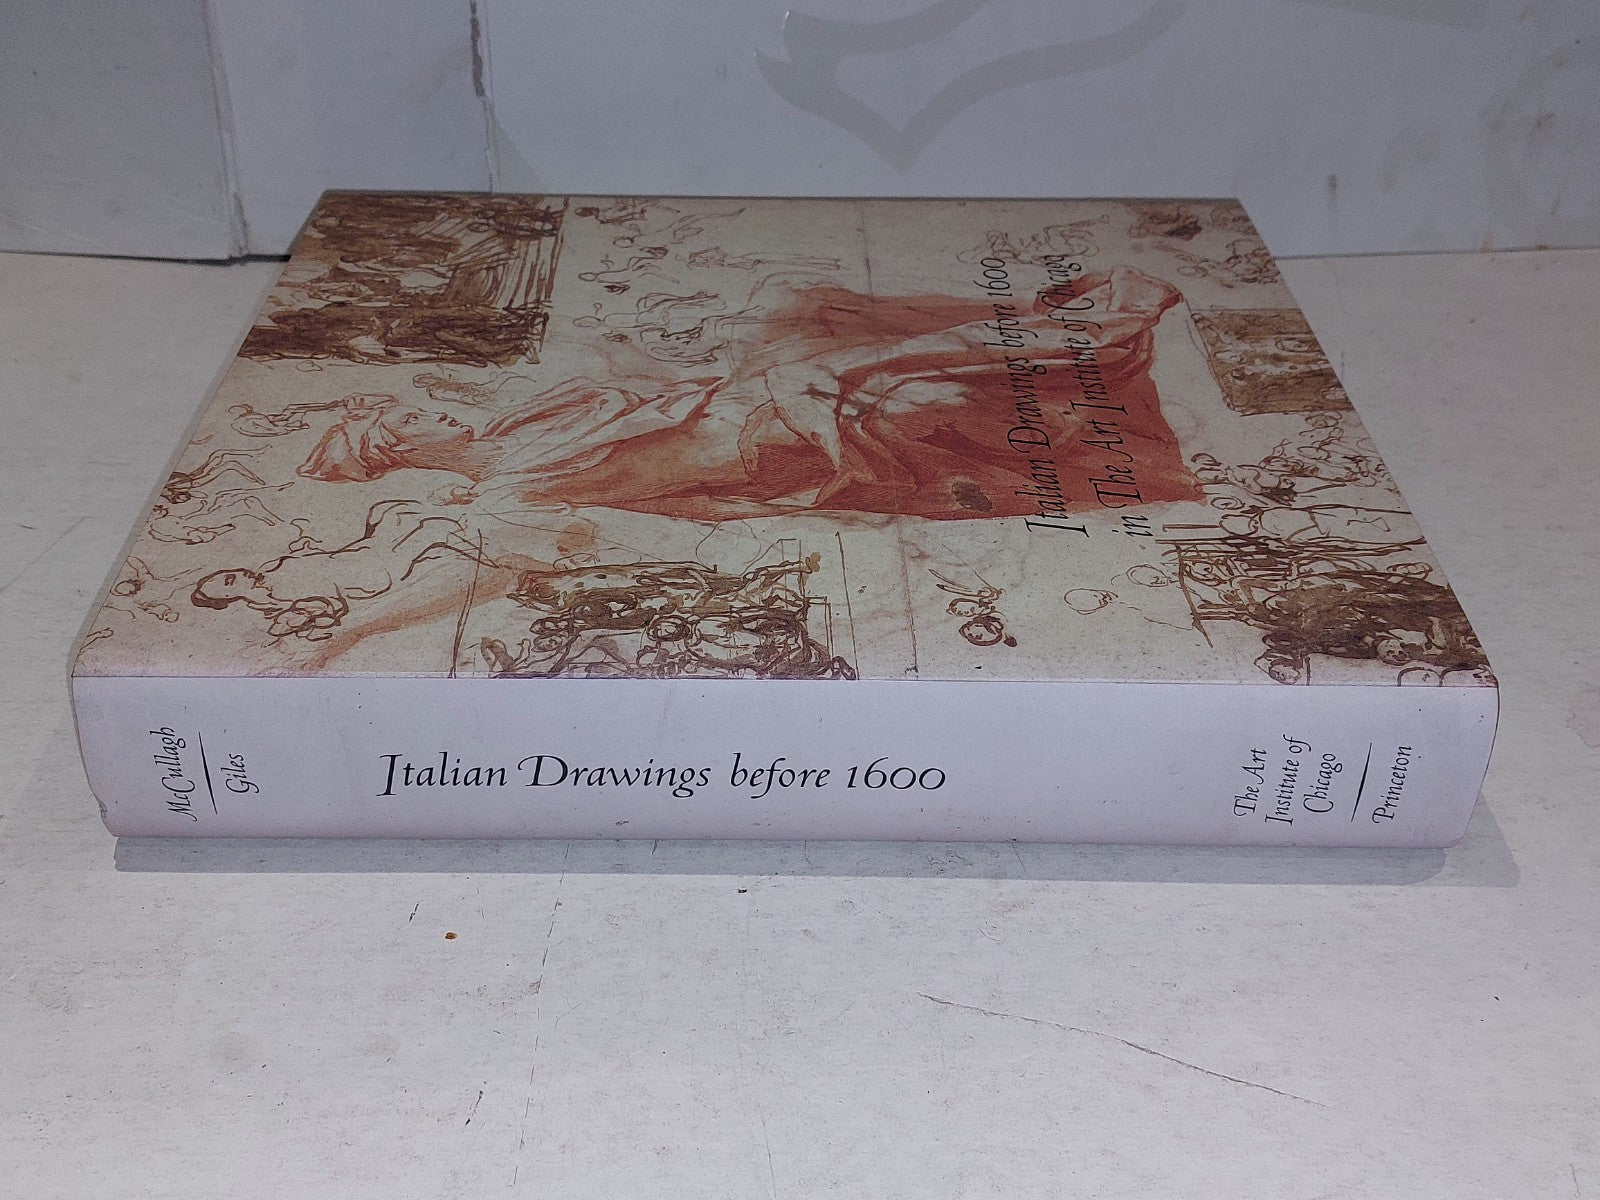 Italian Drawings before 1600
in The Art Institute of Chicago
McCullagh
Giles
Italian Drawings before 1600
The Art
Institute of
Chicago
Princeton